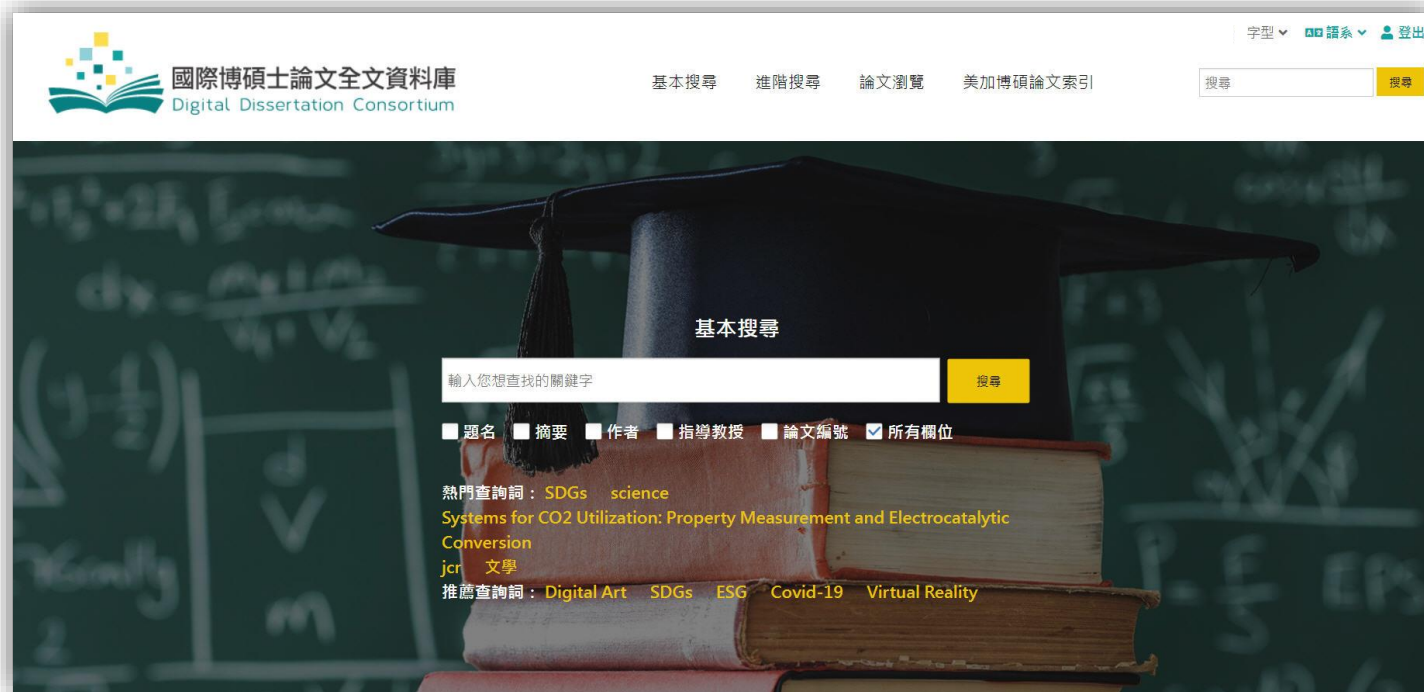 字型 語系 登出
國際博碩士論文全文資料庫
Digital Dissertation Consortium
基本搜尋 進階搜尋 論文瀏覽 美加博碩論文索引
搜尋 搜尋
基本搜尋
輸入您想查找的關鍵字 搜尋
題名 摘要 作者 指導教授 論文編號 所有欄位
熱門查詢詞： SDGs science
Systems for CO2 Utilization: Property Measurement and Electrocatalytic
Conversion
jcr 文學
推薦查詢詞： Digital Art SDGs ESG Covid-19 Virtual Reality